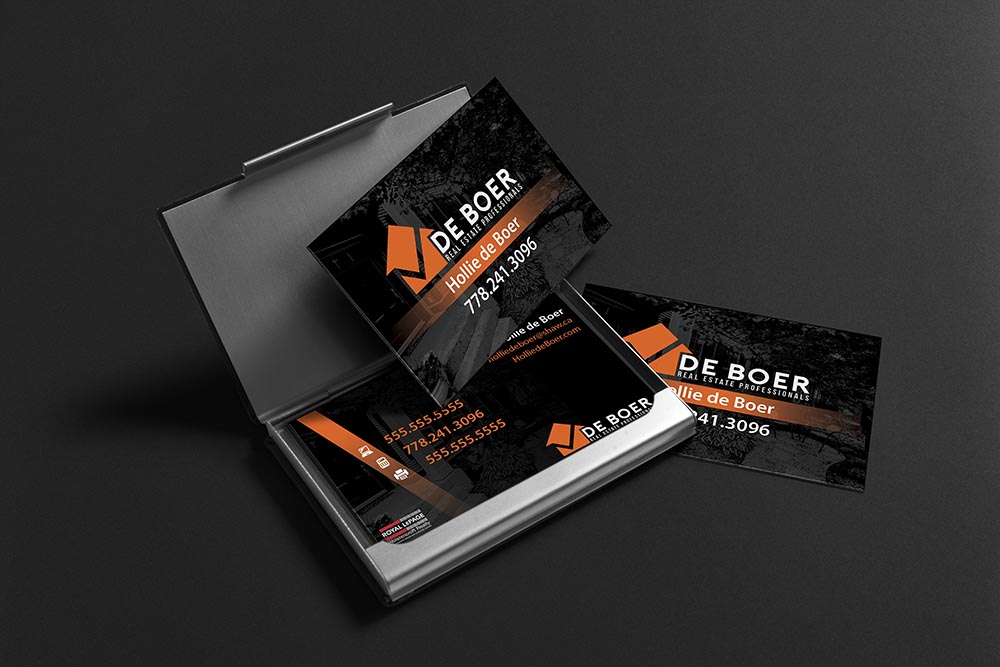 DE BOER
REAL ESTATE PROFESSIONALS
Hollie de Boer
778.241.3096
ollie de Boer
holliedeboer@shaw.ca
HolliedeBoer.com
555.555.5555
778.241.3096
555.555.5555
DE BOER
REAL ESTATE PROFESSIONALS
ROYAL LEPAGE
DE BOER
REAL ESTATE PROFESSIONALS
ollie de Boer
41.3096